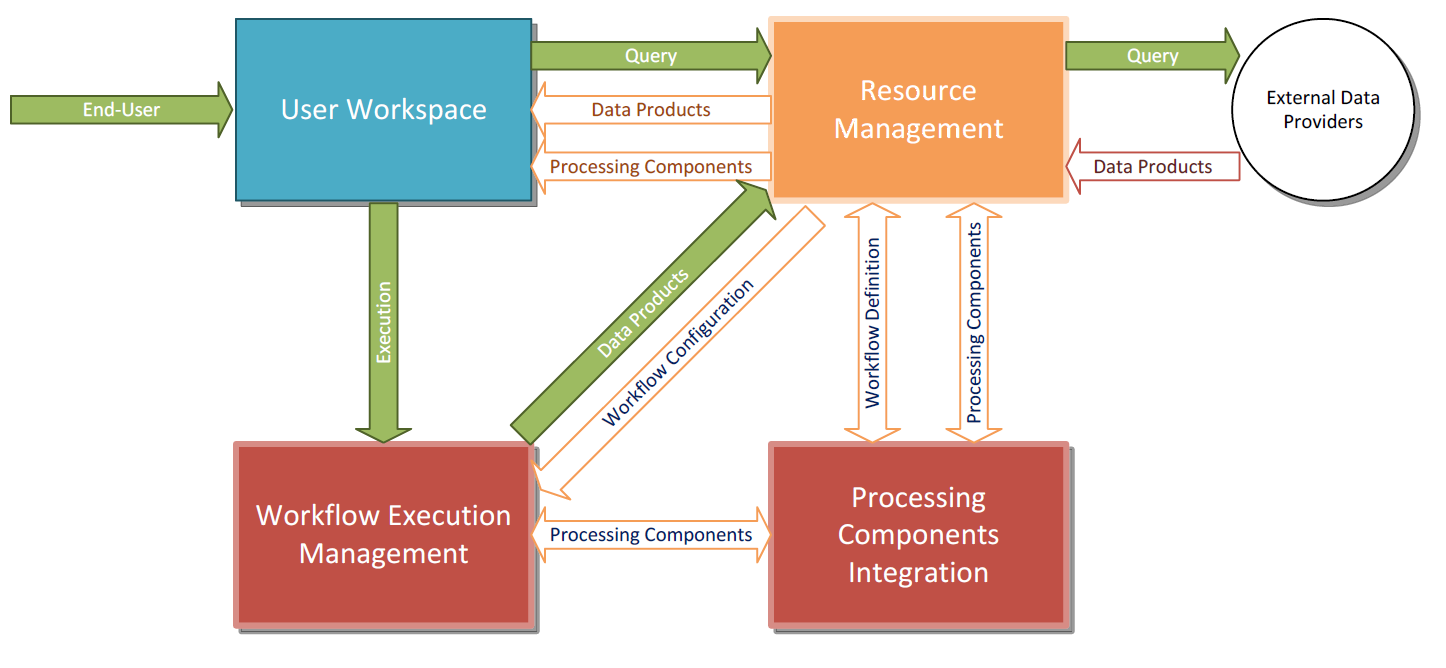 End-User
User Workspace
Query
Data Products
Processing Components
Resource
Management
Query
Data Products
External Data
Providers
Execution
Data Products
Workflow Configuration
Workflow Definition
Processing Components
Workflow Execution
Management
Processing Components
Processing
Components
Integration